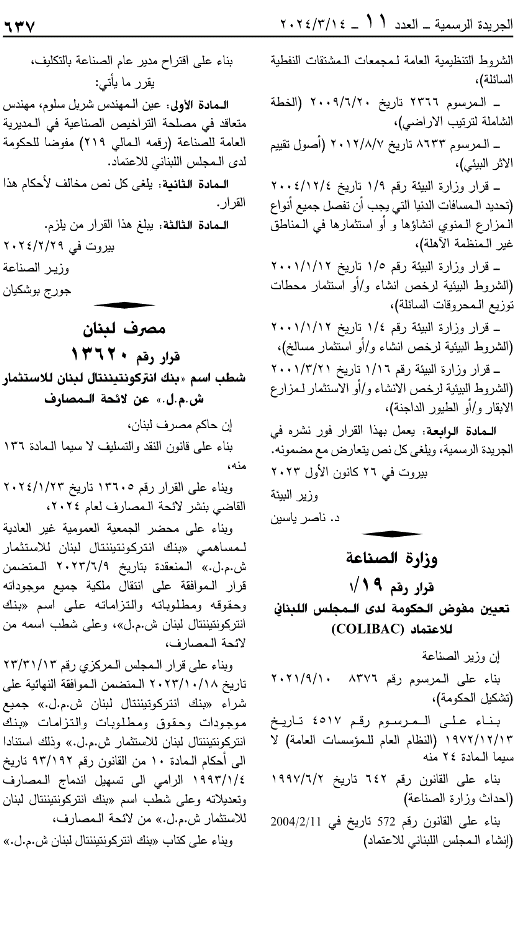 الجريدة الرسمية ــ العدد ١١ ــ ٢٠٢٤/٣/١٤
٦٣٧
الشروط التنظيمية العامة لمجمعات المشتقات النفطية
السائلة)،
ــ المرسوم ٢٣٦٦ تاريخ ٢٠٠٩/٦/٢٠ (الخطة
الشاملة لترتيب الاراضي)،
ــ المرسوم ٨٦٣٣ تاريخ ٢٠١٢/٨/٧ (أصول تقييم
الاثر البيئي)،
ــ قرار وزارة البيئة رقم ١/٩ تاريخ ٢٠٠٤/١٢/٤
(تحديد المسافات الدنيا التي يجب أن تفصل جميع أنواع
المزارع المنوي انشاؤها و أو استثمارها في المناطق
غير المنظمة الآهلة)،
ــ قرار وزارة البيئة رقم ١/٥ تاريخ ٢٠٠١/١/١٢
(الشروط البيئية لرخص انشاء و/أو استثمار محطات
توزيع المحروقات السائلة)،
ــ قرار وزارة البيئة رقم ١/٤ تاريخ ٢٠٠١/١/١٢
(الشروط البيئية لرخص انشاء و/أو استثمار مسالخ)،
ــ قرار وزارة البيئة رقم ١/١٦ تاريخ ٢٠٠١/٣/٢١
(الشروط البيئية لرخص الانشاء و/أو الاستثمار لمزارع
الابقار و/أو الطيور الداجنة)،
المادة الرابعة: يعمل بهذا القرار فور نشره في
الجريدة الرسمية، ويلغى كل نص يتعارض مع مضمونه.
بيروت في ٢٦ كانون الأول ٢٠٢٣
وزير البيئة
د. ناصر ياسين
وزارة الصناعة
قرار رقم ١/١٩
تعيين مفوض الحكومة لدى المجلس اللبناني
للاعتماد (COLIBAC)
إن وزير الصناعة
بناء على المرسوم رقم ٨٣٧٦ ٢٠٢١/٩/١٠
(تشكيل الحكومة)،
بناء على المرسوم رقم ٤٥١٧ تاريخ
١٩٧٢/١٢/١٣ (النظام العام للمؤسسات العامة) لا
سيما المادة ٢٤ منه
بناء على القانون رقم ٦٤٢ تاريخ ١٩٩٧/٦/٢
(احداث وزارة الصناعة)
بناء على القانون رقم 572 تاريخ في 2004/2/11
(إنشاء المجلس اللبناني للاعتماد)
بناء على اقتراح مدير عام الصناعة بالتكليف،
يقرر ما يأتي:
المادة الأولى: عين المهندس شربل سلوم، مهندس
متعاقد في مصلحة التراخيص الصناعية في المديرية
العامة للصناعة (رقمه المالي ٢١٩) مفوضا للحكومة
لدى المجلس اللبناني للاعتماد.
المادة الثانية: يلغى كل نص مخالف لأحكام هذا
القرار.
المادة الثالثة: يبلغ هذا القرار من يلزم.
بيروت في ٢٠٢٤/٢/٢٩
وزير الصناعة
جورج بوشكيان
مصرف لبنان
قرار رقم ١٣٦٢٠
شطب اسم «بنك انتركونتيننتال لبنان للاستثمار
ش.م.ل.» عن لائحة المصارف
إن حاكم مصرف لبنان،
بناء على قانون النقد والتسليف لا سيما المادة ١٣٦
منه،
وبناء على القرار رقم ١٣٦٠٥ تاريخ ٢٠٢٤/١/٢٣
القاضي بنشر لائحة المصارف لعام ٢٠٢٤،
وبناء على محضر الجمعية العمومية غير العادية
لمساهمي «بنك انتركونتيننتال لبنان للاستثمار
ش.م.ل.» المنعقدة بتاريخ ٢٠٢٣/٦/٩ المتضمن
قرار الموافقة على انتقال ملكية جميع موجوداته
وحقوقه ومطلوباته والتزاماته على اسم «بنك
انتركونتيننتال لبنان ش.م.ل»، وعلى شطب اسمه من
لائحة المصارف،
وبناء على قرار المجلس المركزي رقم ٢٣/٣١/١٣
تاريخ ٢٠٢٣/١٠/١٨ المتضمن الموافقة النهائية على
شراء «بنك انتركونتيننتال لبنان ش.م.ل.» جميع
موجودات وحقوق ومطلوبات والتزامات «بنك
انتركونتيننتال لبنان للاستثمار ش.م.ل.» وذلك استنادا
الى أحكام المادة ١٠ من القانون رقم ٩٣/١٩٢ تاريخ
١٩٩٣/١/٤ الرامي الى تسهيل اندماج المصارف
وتعديلاته وعلى شطب اسم «بنك انتركونتيننتال لبنان
للاستثمار ش.م.ل.» من لائحة المصارف،
وبناء على كتاب «بنك انتركونتيننتال لبنان ش.م.ل.»